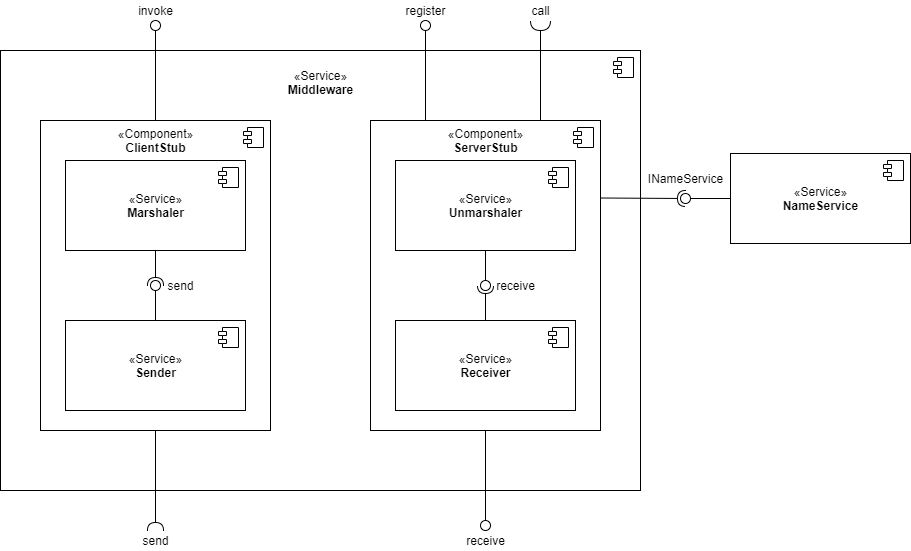 invoke
register
call
«Service»
Middleware
«Component»
ClientStub
«Component»
ServerStub
«Service»
Marshaler
«Service»
Unmarshaler
INameService
«Service»
NameService
send
receive
«Service»
Sender
«Service»
Receiver
send
receive